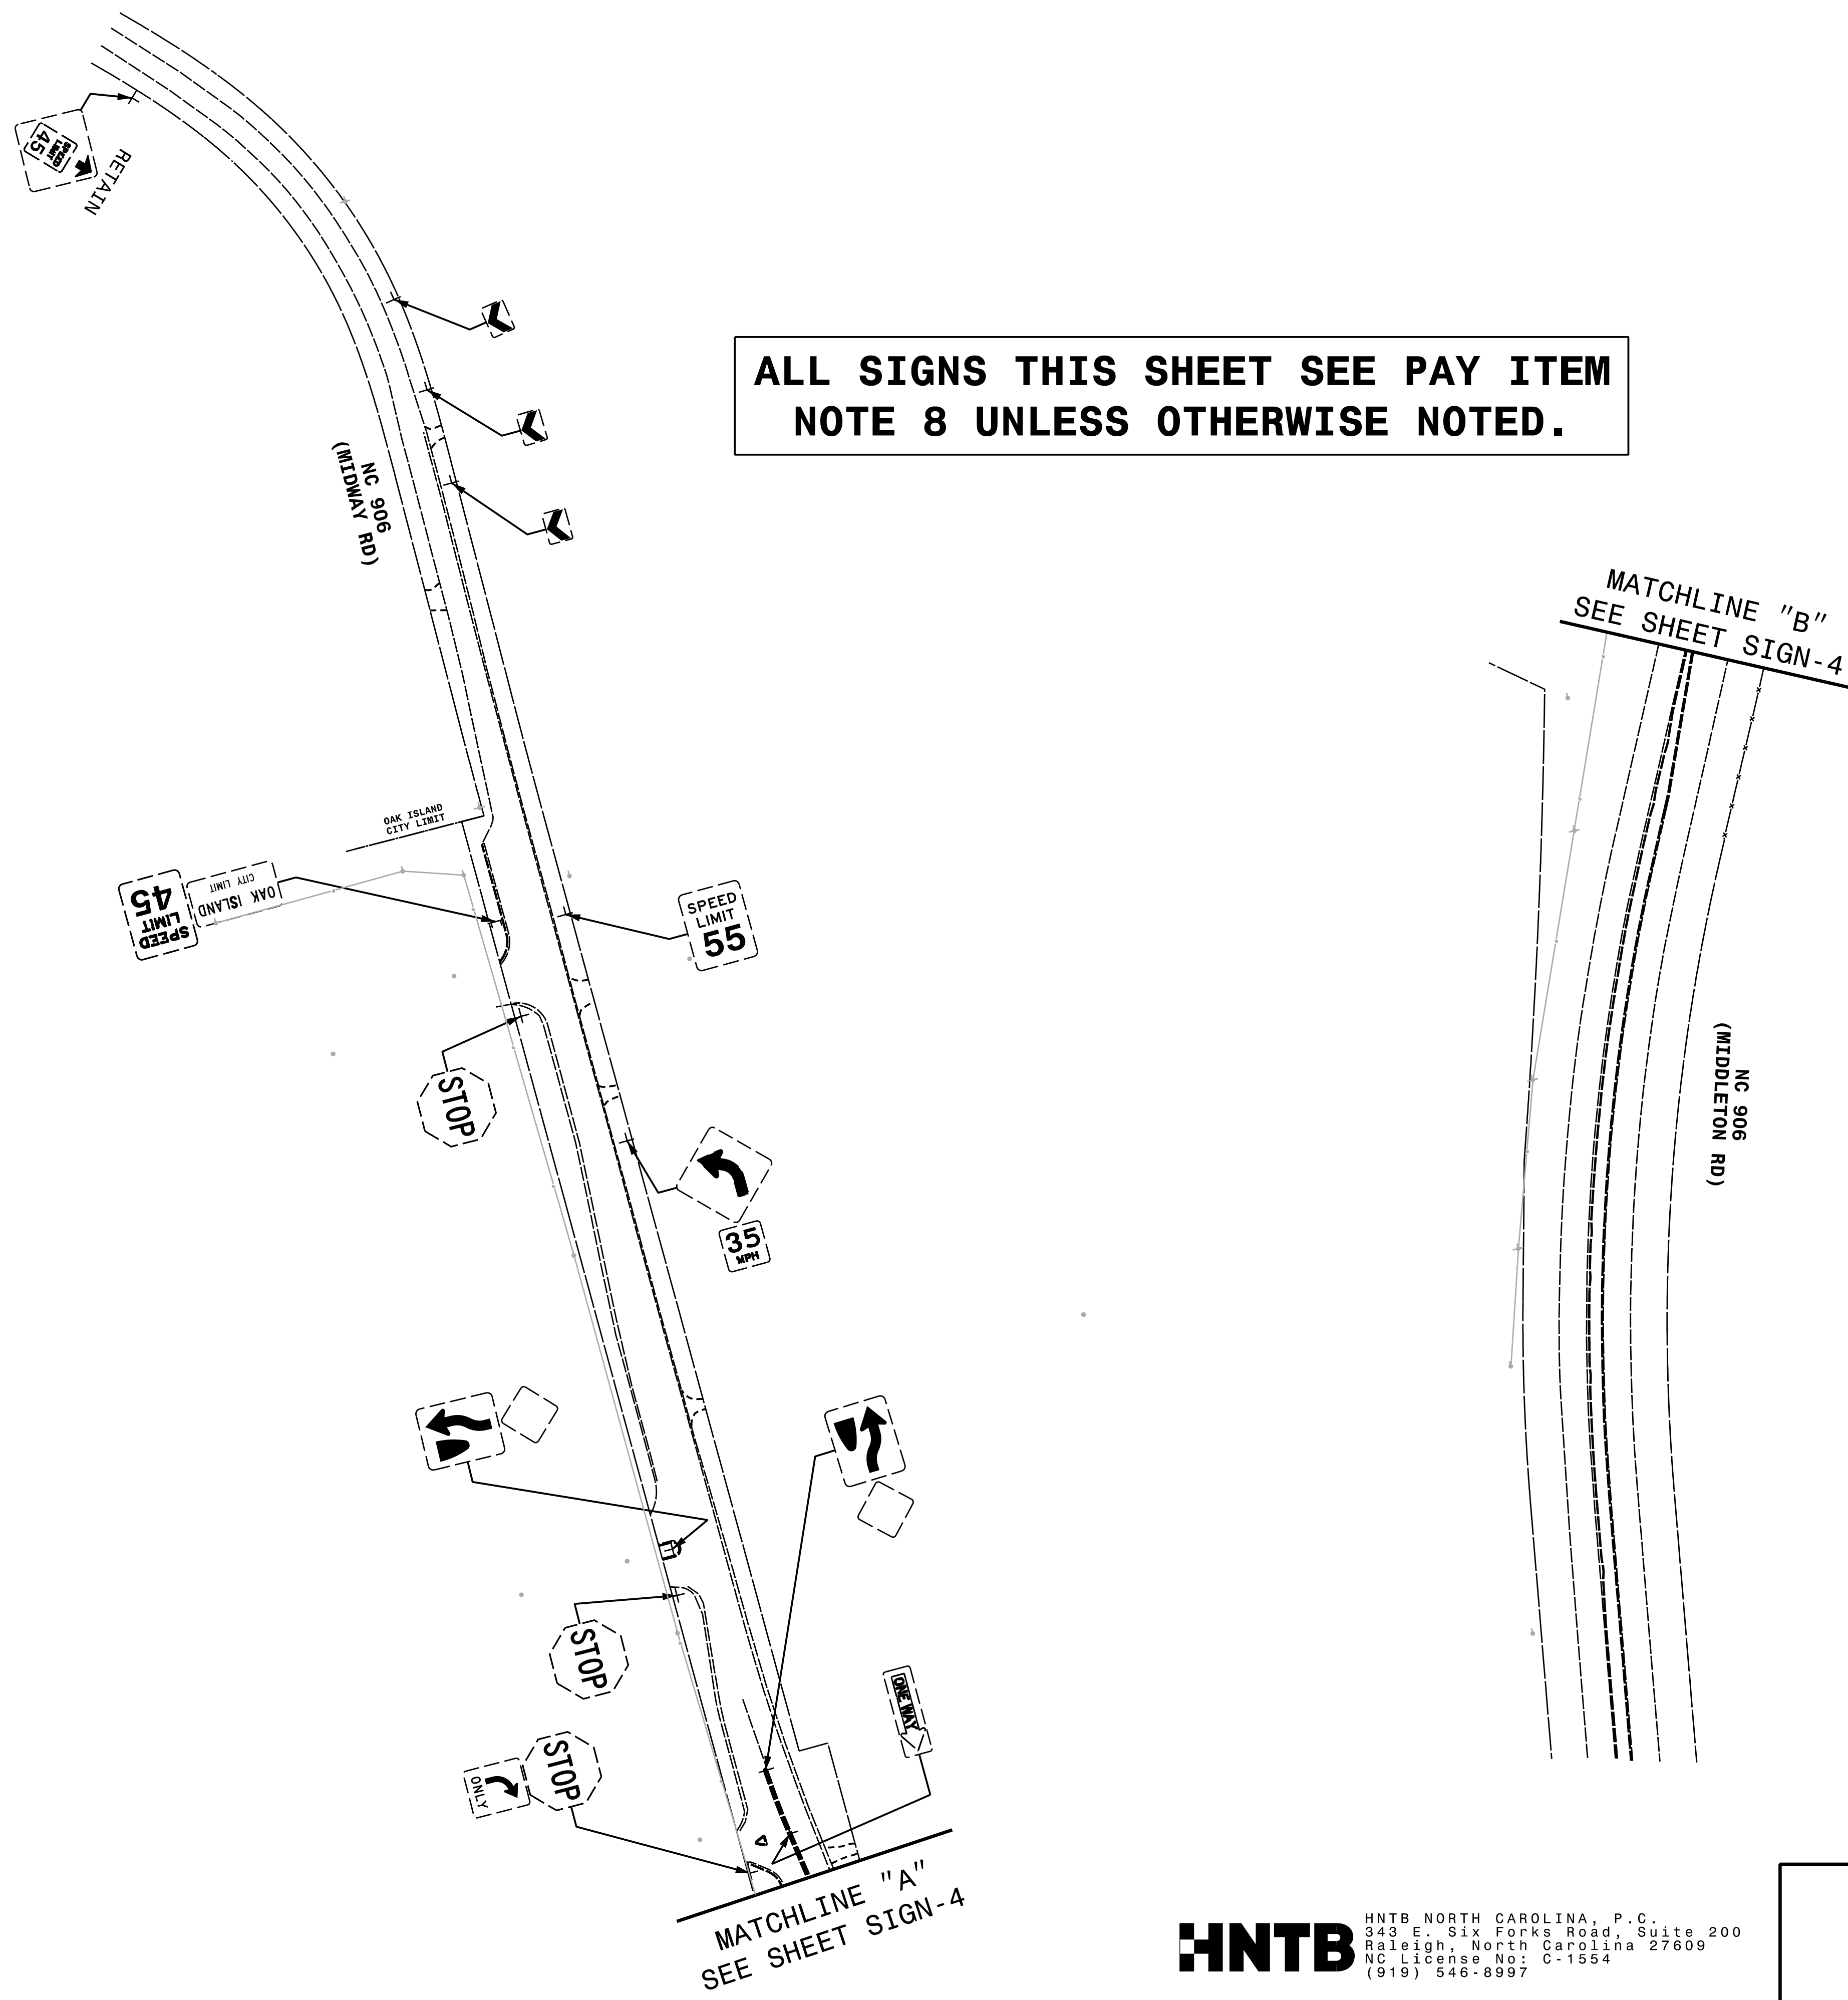 SPEED
LIMIT
45
RETAIN
ALL SIGNS THIS SHEET SEE PAY ITEM
NOTE 8 UNLESS OTHERWISE NOTED.
NC 906
(MIDWAY RD)
MATCHLINE "B"
SEE SHEET SIGN-4
OAK ISLAND
CITY LIMIT
SPEED
LIMIT
45
OAK ISLAND
CITY LIMIT
SPEED
LIMIT
55
STOP
NC 906
(MIDDLETON RD)
35
MPH
STOP
ONE WAY
STOP
ONLY
MATCHLINE "A"
SEE SHEET SIGN-4
HNTB
HNTB NORTH CAROLINA, P.C.
343 E. Six Forks Road, Suite 200
Raleigh, North Carolina 27609
NC License No: C-1554
(919) 546-8997